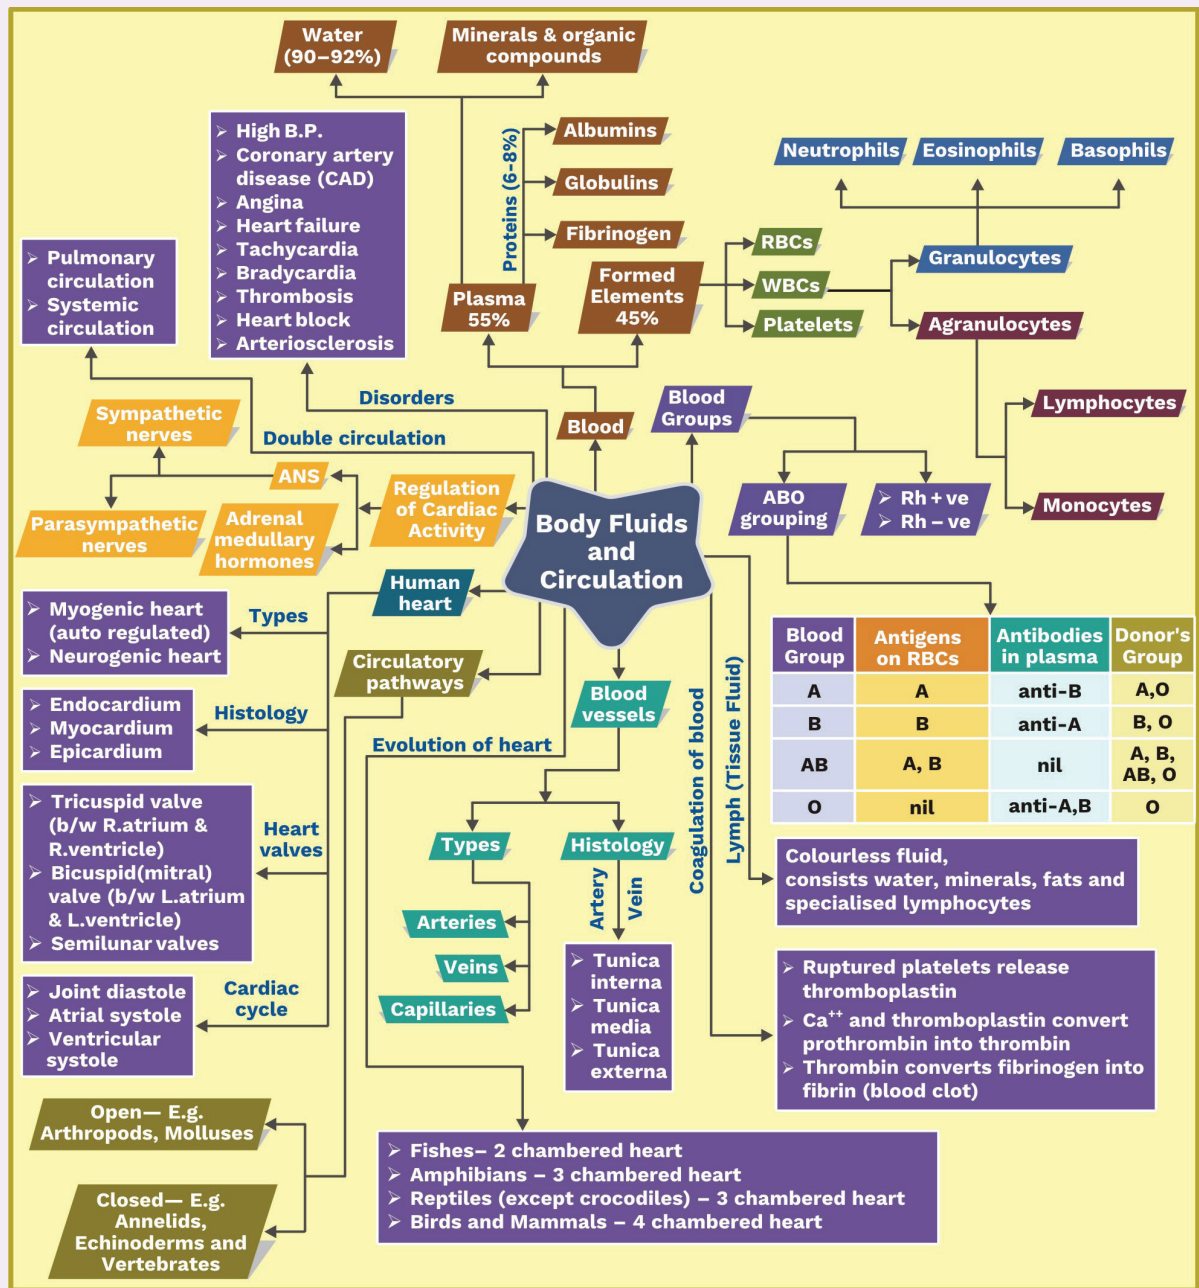 Water
(90–92%)
Minerals & organic
compounds
➢ High B.P.
➢ Coronary artery
disease (CAD)
➢ Angina
➢ Heart failure
➢ Tachycardia
➢ Bradycardia
➢ Thrombosis
➢ Heart block
➢ Arteriosclerosis
Proteins (6–8%)
Albumins
Globulins
Fibrinogen
Plasma
55%
Formed
Elements
45%
RBCs
WBCs
Platelets
Neutrophils
Eosinophils
Basophils
Granulocytes
Agranulocytes
Lymphocytes
Monocytes
➢ Pulmonary
circulation
➢ Systemic
circulation
Disorders
Double circulation
Blood
Blood
Groups
ABO
grouping
➢ Rh + ve
➢ Rh – ve
Sympathetic
nerves
ANS
Parasympathetic
nerves
Adrenal
medullary
hormones
Regulation
of Cardiac
Activity
Body Fluids
and
Circulation
Human
heart
Types
➢ Myogenic heart
(auto regulated)
➢ Neurogenic heart
Histology
➢ Endocardium
➢ Myocardium
➢ Epicardium
Heart
valves
➢ Tricuspid valve
(b/w R.atrium &
R.ventricle)
➢ Bicuspid(mitral)
valve (b/w L.atrium
& L.ventricle)
➢ Semilunar valves
Cardiac
cycle
➢ Joint diastole
➢ Atrial systole
➢ Ventricular
systole
Circulatory
pathways
Evolution of heart
Blood
vessels
Types
Histology
Arteries
Veins
Capillaries
Artery
Vein
➢ Tunica
interna
➢ Tunica
media
➢ Tunica
externa
Coagulation of blood
Lymph (Tissue Fluid)
Blood
Group
Antigens
on RBCs
Antibodies
in plasma
Donor's
Group
A A anti-B A,O
B B anti-A B, O
AB A, B nil A, B,
AB, O
O nil anti-A,B O
Colourless fluid,
consists water, minerals, fats and
specialised lymphocytes
➢ Ruptured platelets release
thromboplastin
➢ Ca⁺⁺ and thromboplastin convert
prothrombin into thrombin
➢ Thrombin converts fibrinogen into
fibrin (blood clot)
Open— E.g.
Arthropods, Molluses
Closed— E.g.
Annelids,
Echinoderms and
Vertebrates
➢ Fishes– 2 chambered heart
➢ Amphibians – 3 chambered heart
➢ Reptiles (except crocodiles) – 3 chambered heart
➢ Birds and Mammals – 4 chambered heart